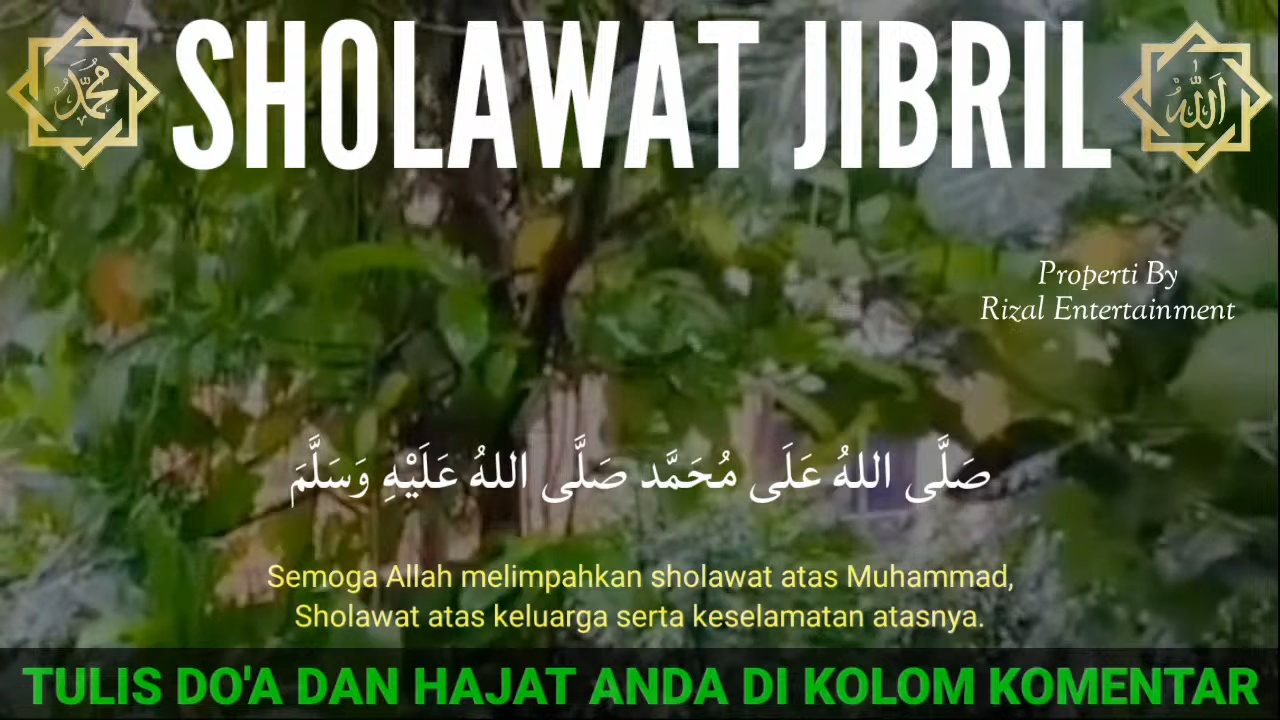 SHOLAWAT JIBRIL
محمد
الله
Properti By
Rizal Entertainment
صَلَّى اللهُ عَلَى مُحَمَّد صَلَّى اللهُ عَلَيْهِ وَسَلَّمَ
Semoga Allah melimpahkan sholawat atas Muhammad,
Sholawat atas keluarga serta keselamatan atasnya.
TULIS DO'A DAN HAJAT ANDA DI KOLOM KOMENTAR